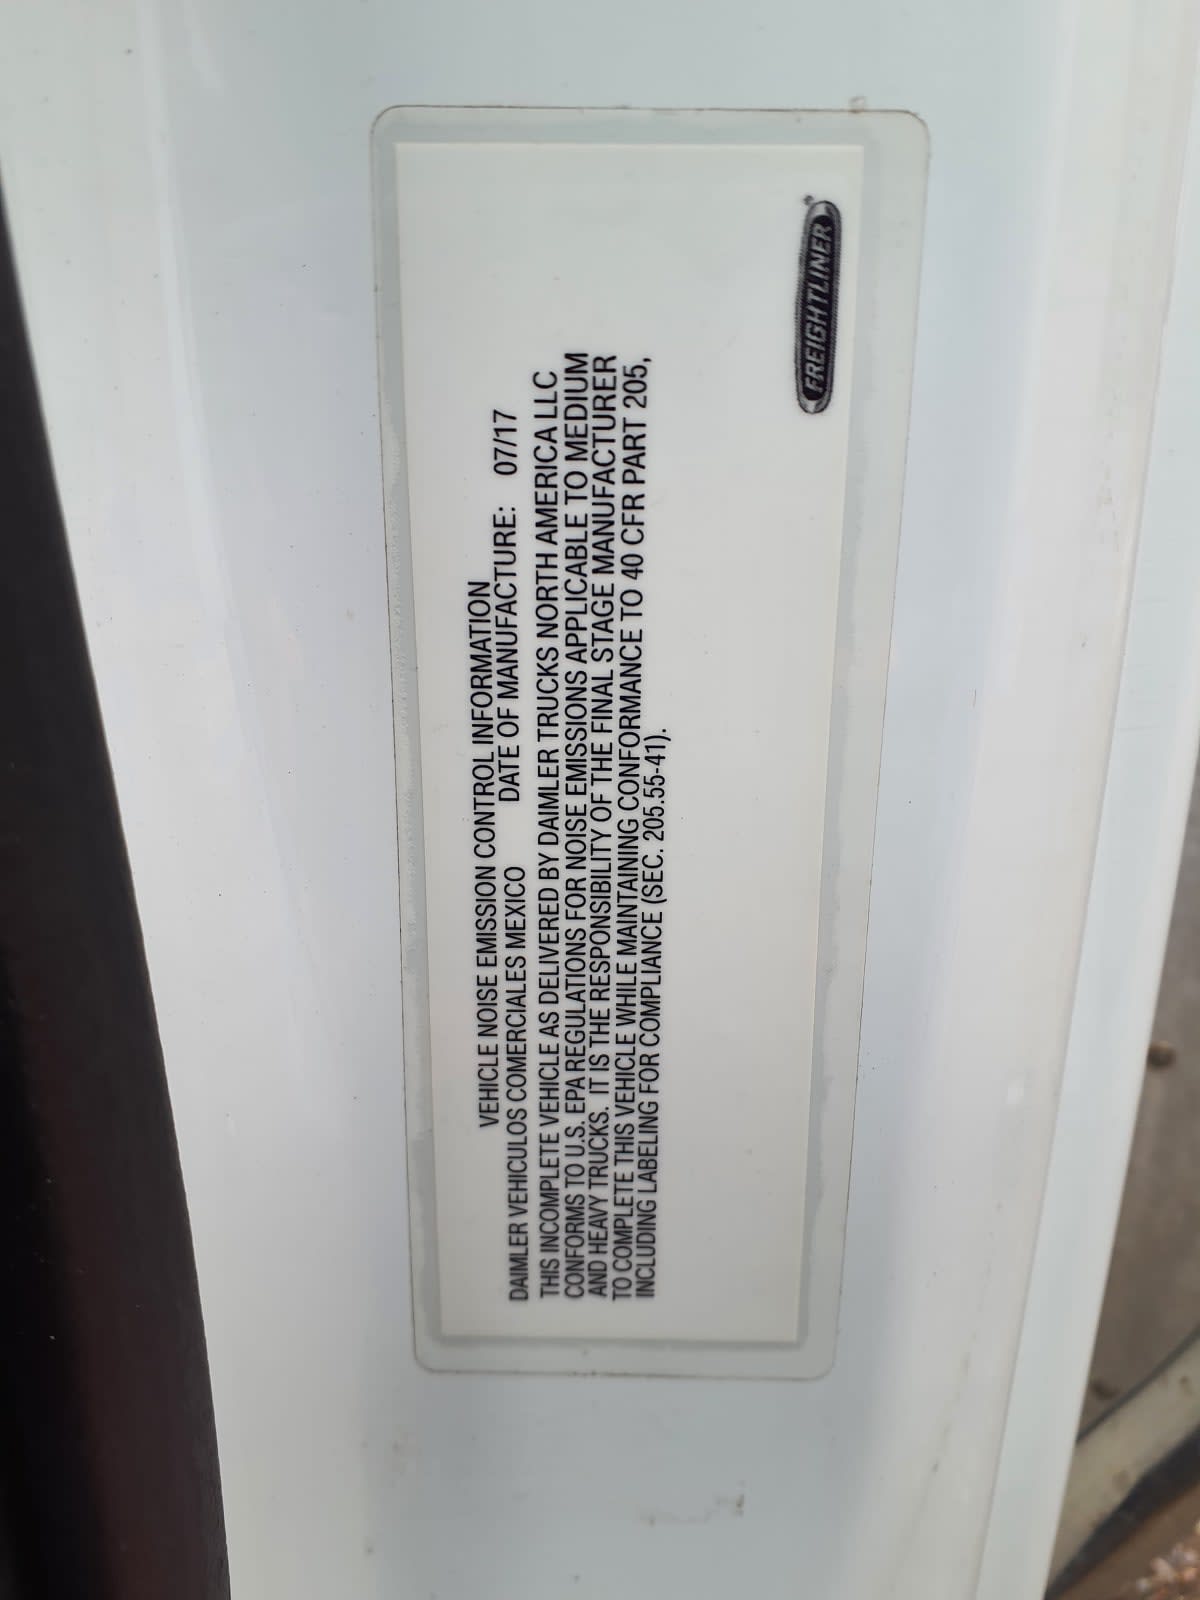 VEHICLE NOISE EMISSION CONTROL INFORMATION
DAIMLER VEHICULOS COMERCIALES MEXICO DATE OF MANUFACTURE: 07/17
THIS INCOMPLETE VEHICLE AS DELIVERED BY DAIMLER TRUCKS NORTH AMERICA LLC
CONFORMS TO U.S. EPA REGULATIONS FOR NOISE EMISSIONS APPLICABLE TO MEDIUM
AND HEAVY TRUCKS. IT IS THE RESPONSIBILITY OF THE FINAL STAGE MANUFACTURER
TO COMPLETE THIS VEHICLE WHILE MAINTAINING CONFORMANCE TO 40 CFR PART 205,
INCLUDING LABELING FOR COMPLIANCE (SEC. 205.55-41).
FREIGHTLINER®